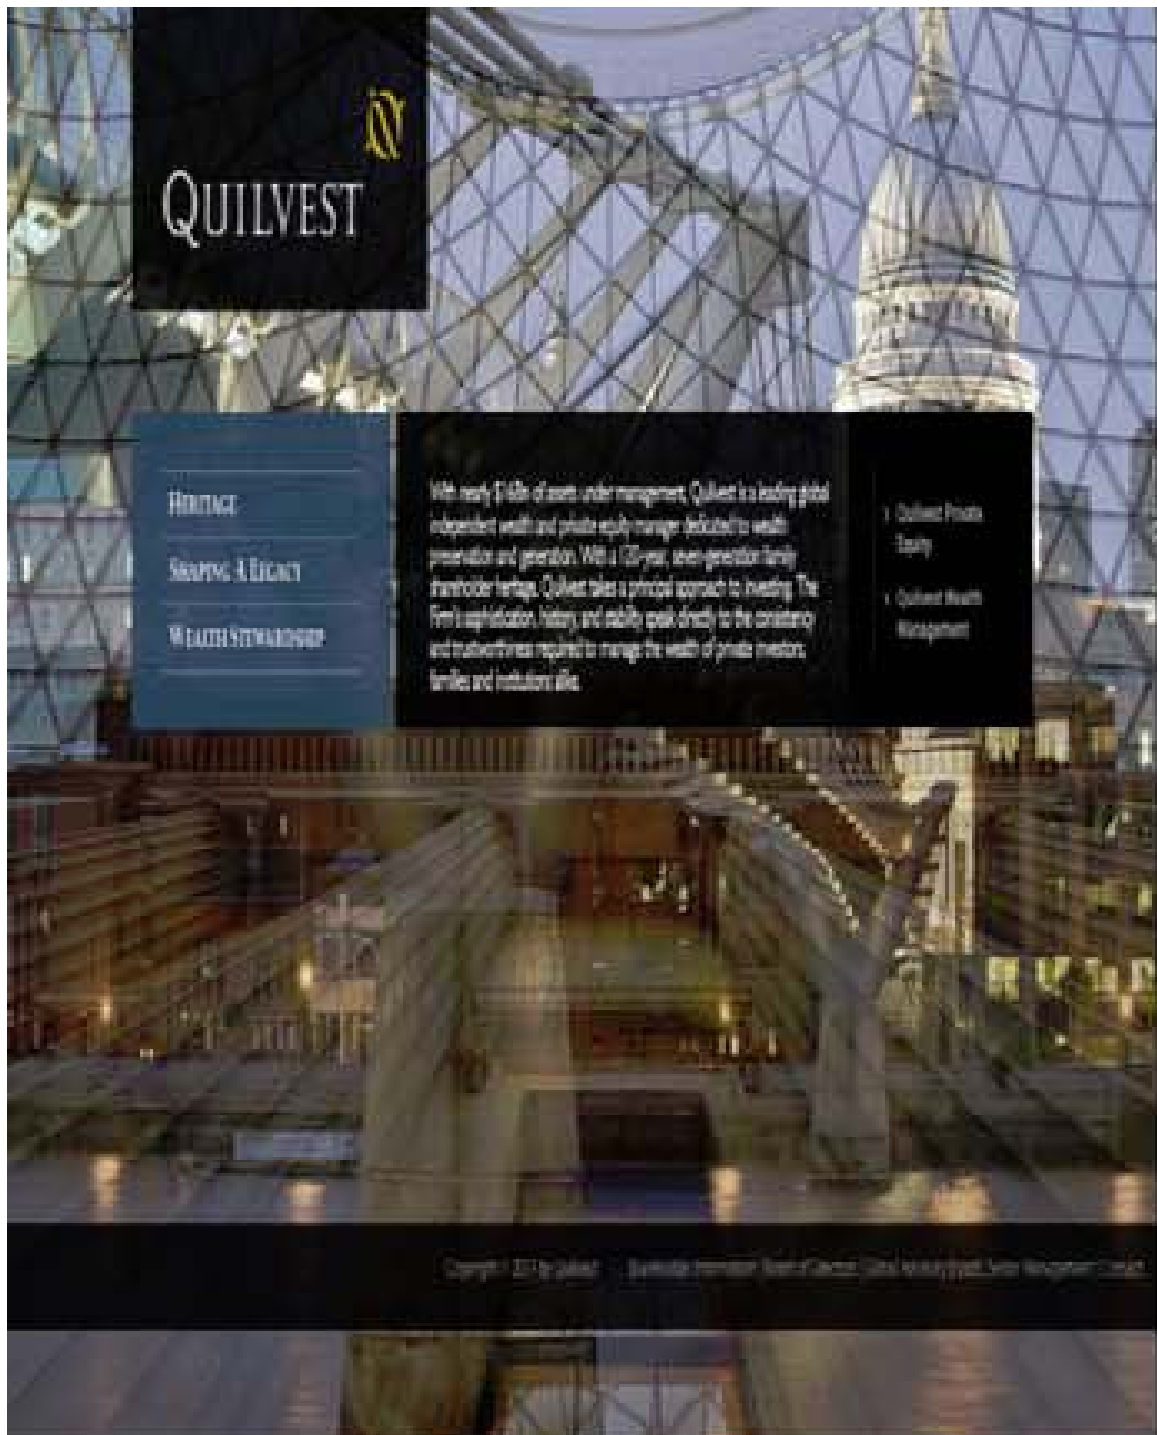 QUILVEST
HERITAGE
SHAPING A LEGACY
WEALTH STEWARDSHIP
With nearly of assets under management, Quilvest is a leading global
independent wealth and private equity manager dedicated to wealth
preservation and generation. With a seven-generation family
shareholder heritage, Quilvest takes a principal approach to investing. The
Firm's sophistication, history, and stability speak directly to the consistency
and trustworthiness required to manage the wealth of private investors,
families and institutions alike.
Quilvest Private
Equity
Quilvest Wealth
Management
Copyright